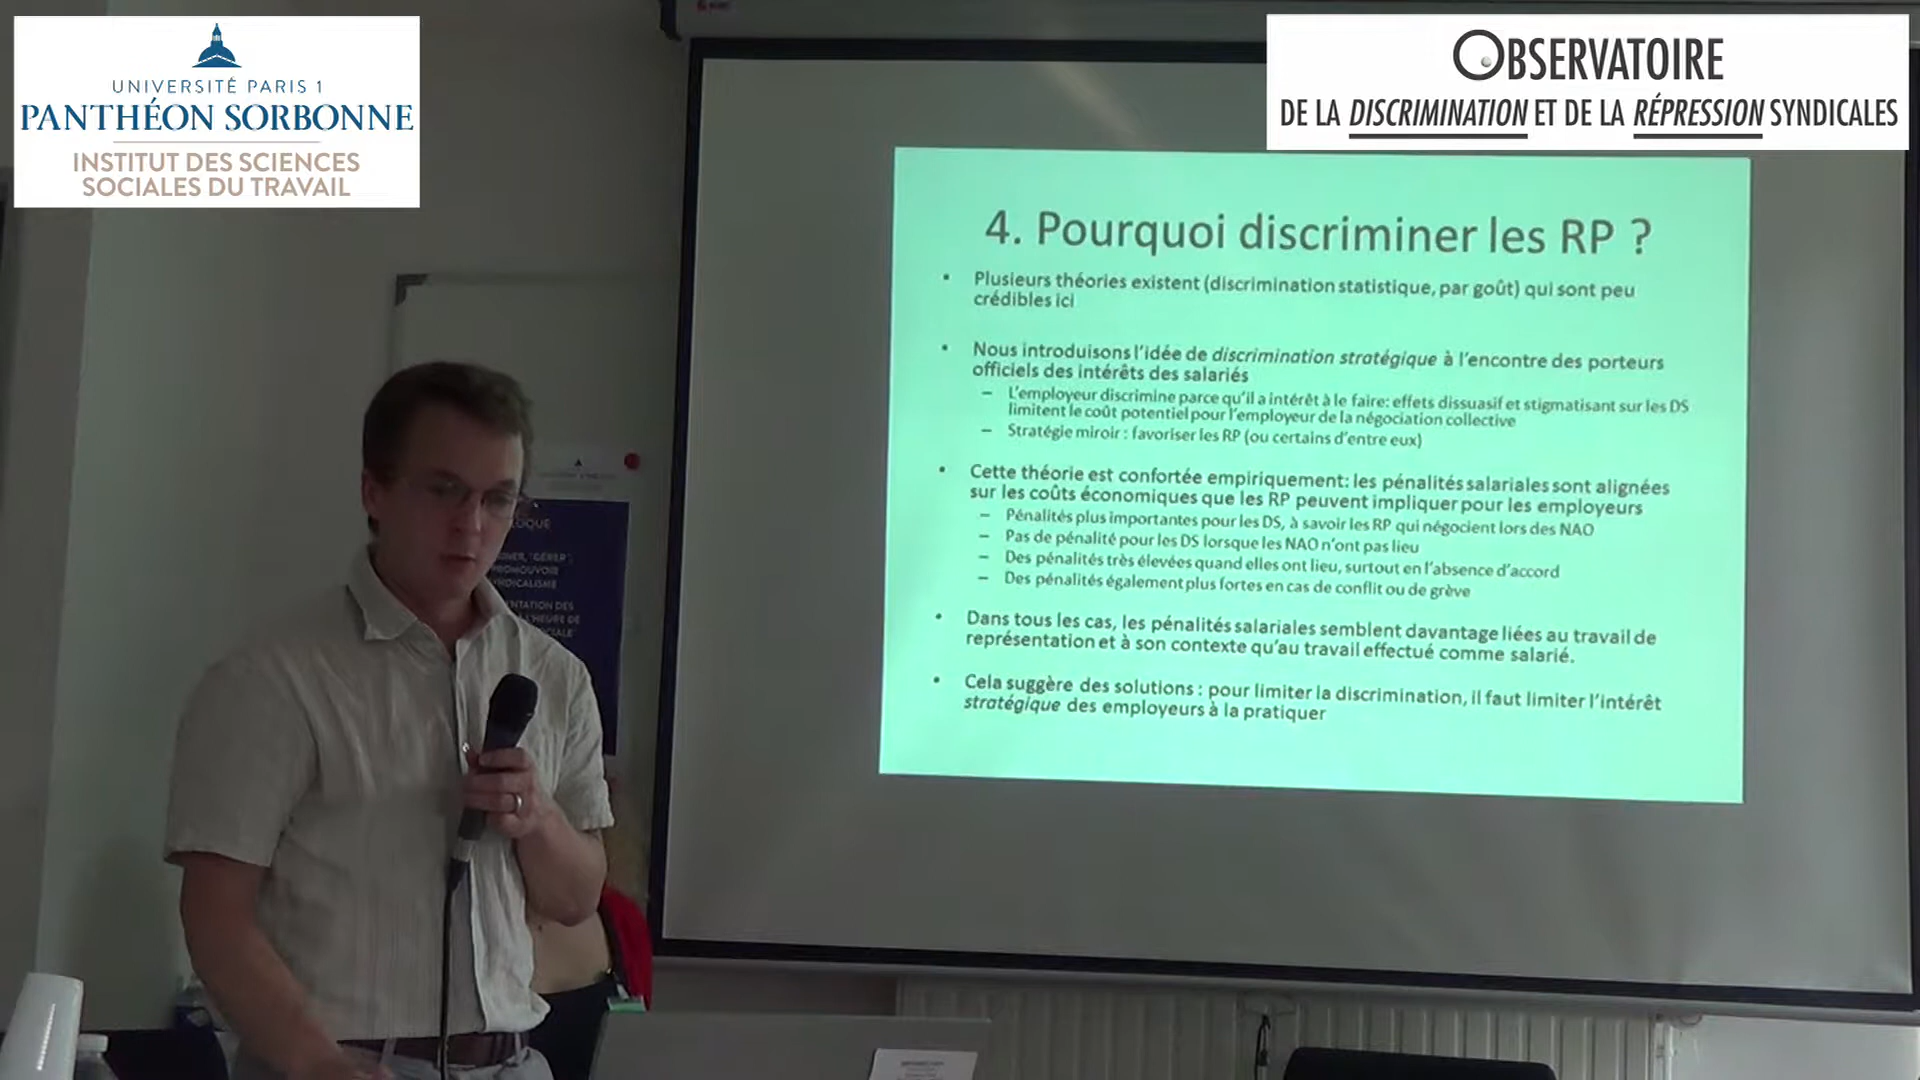 UNIVERSITÉ PARIS 1
PANTHÉON SORBONNE
INSTITUT DES SCIENCES
SOCIALES DU TRAVAIL
OBSERVATOIRE
DE LA DISCRIMINATION ET DE LA RÉPRESSION SYNDICALES
4. Pourquoi discriminer les RP ?
• Plusieurs théories existent (discrimination statistique, par goût) qui sont peu
crédibles ici
• Nous introduisons l'idée de discrimination stratégique à l'encontre des porteurs
officiels des intérêts des salariés
– L'employeur discrimine parce qu'il a intérêt à le faire: effets dissuasif et stigmatisant sur les DS
limitent le coût potentiel pour l'employeur de la négociation collective
– Stratégie miroir : favoriser les RP (ou certains d'entre eux)
• Cette théorie est confortée empiriquement: les pénalités salariales sont alignées
sur les coûts économiques que les RP peuvent impliquer pour les employeurs
– Pénalités plus importantes pour les DS, à savoir les RP qui négocient lors des NAO
– Pas de pénalité pour les DS lorsque les NAO n'ont pas lieu
– Des pénalités très élevées quand elles ont lieu, surtout en l'absence d'accord
– Des pénalités également plus fortes en cas de conflit ou de grève
• Dans tous les cas, les pénalités salariales semblent davantage liées au travail de
représentation et à son contexte qu'au travail effectué comme salarié.
• Cela suggère des solutions : pour limiter la discrimination, il faut limiter l'intérêt
stratégique des employeurs à la pratiquer
LOQUE
"GÉRER",
PROMOUVOIR
NDICALISME
NTATION DES
L'HEURE DE
CIALE"